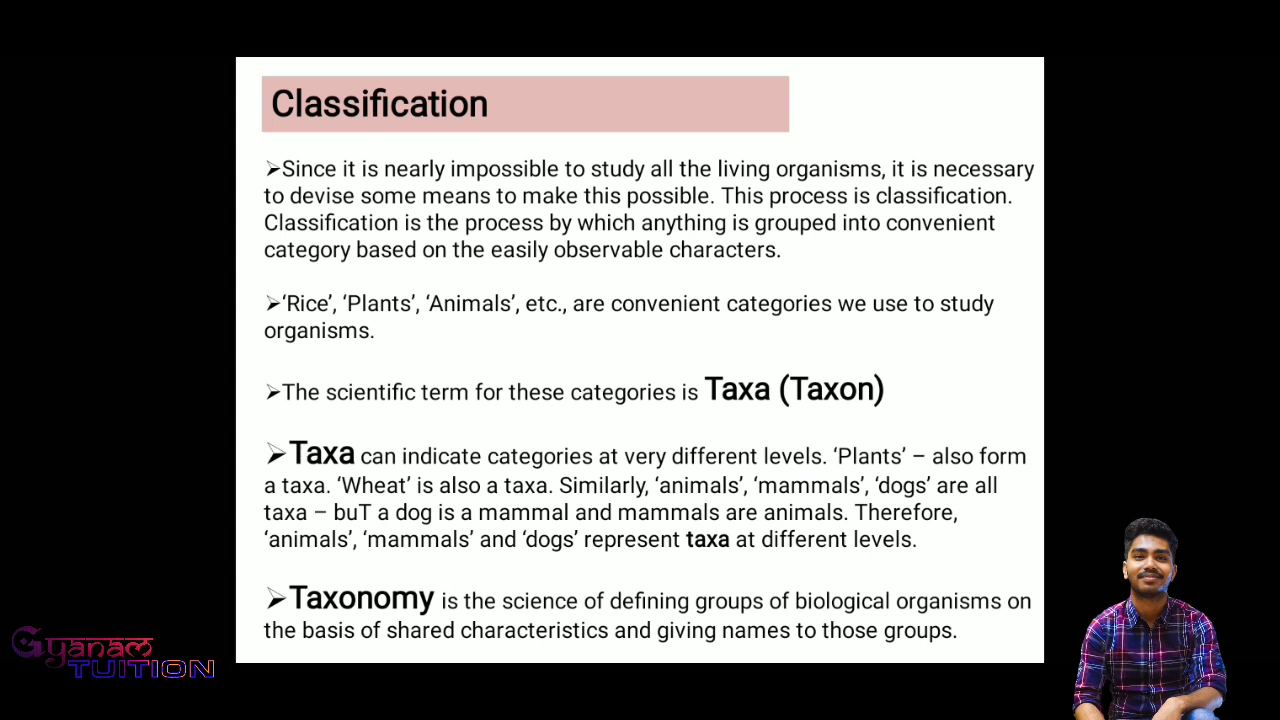 Classification
➢Since it is nearly impossible to study all the living organisms, it is necessary
to devise some means to make this possible. This process is classification.
Classification is the process by which anything is grouped into convenient
category based on the easily observable characters.
➢‘Rice’, ‘Plants’, ‘Animals’, etc., are convenient categories we use to study
organisms.
➢The scientific term for these categories is Taxa (Taxon)
➢Taxa can indicate categories at very different levels. ‘Plants’ – also form
a taxa. ‘Wheat’ is also a taxa. Similarly, ‘animals’, ‘mammals’, ‘dogs’ are all
taxa – buT a dog is a mammal and mammals are animals. Therefore,
‘animals’, ‘mammals’ and ‘dogs’ represent taxa at different levels.
➢Taxonomy is the science of defining groups of biological organisms on
the basis of shared characteristics and giving names to those groups.
Gyanam
TUITION